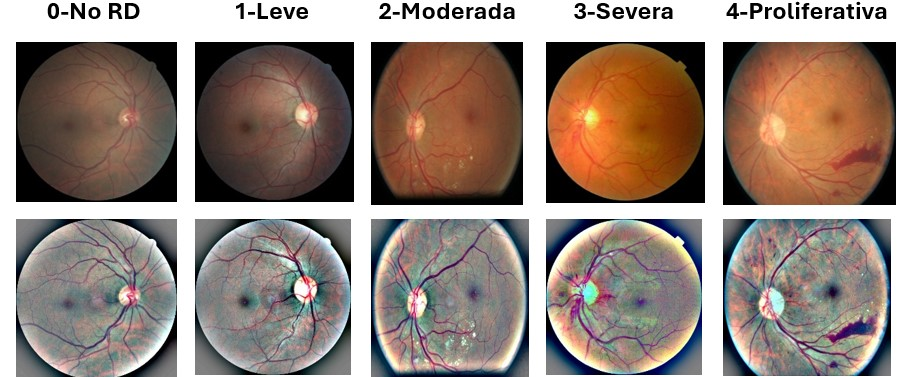 0-No RD
1-Leve
2-Moderada
3-Severa
4-Proliferativa